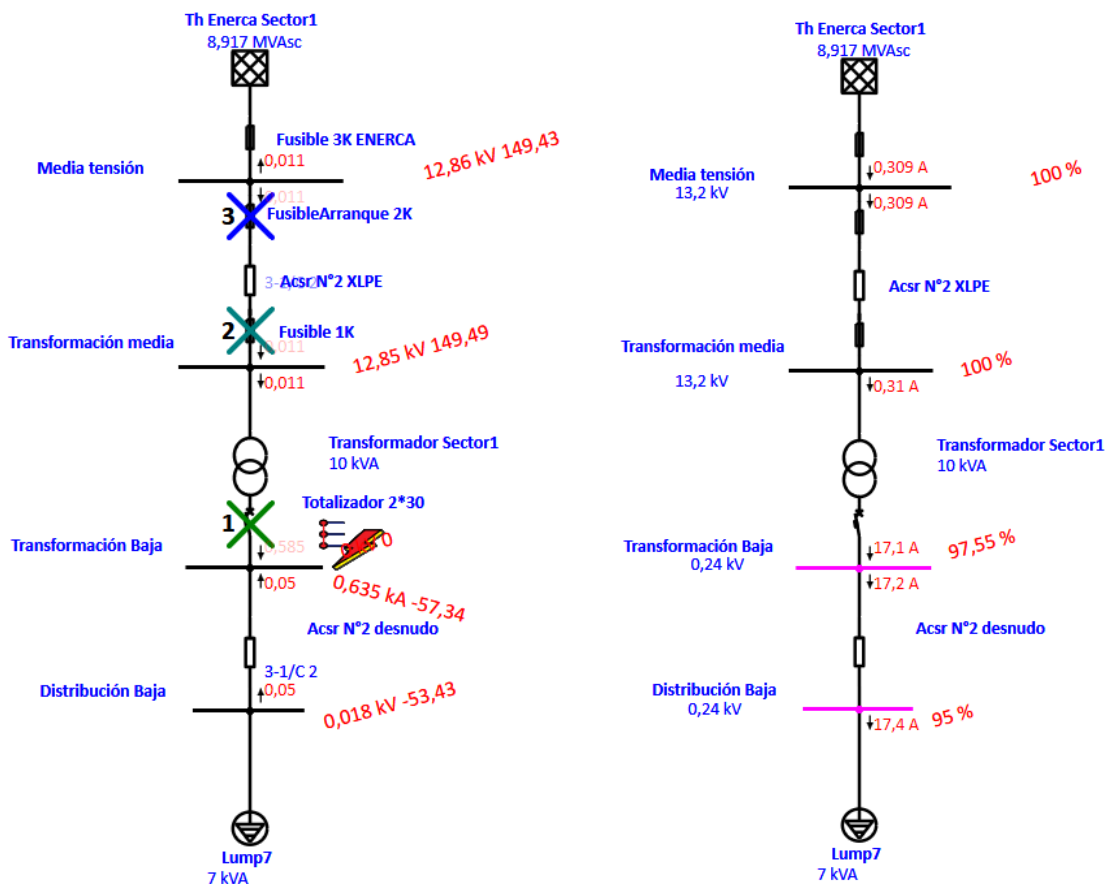 Th Enerca Sector1
8,917 MVAsc
Fusible 3K ENERCA
0,011
12,86 kV 149,43
Media tensión
0,011
3
FusibleArranque 2K
Acsr N°2 XLPE
2
Fusible 1K
0,011
12,85 kV 149,49
Transformación media
0,011
Transformador Sector1
10 kVA
Totalizador 2*30
1
0,585
Transformación Baja
0,05
0,635 kA -57,34
Acsr N°2 desnudo
3-1/C 2
Distribución Baja
0,05
0,018 kV -53,43
Lump7
7 kVA
Th Enerca Sector1
8,917 MVAsc
0,309 A
100 %
Media tensión
13,2 kV
0,309 A
Acsr N°2 XLPE
Transformación media
100 %
13,2 kV
0,31 A
Transformador Sector1
10 kVA
17,1 A
97,55 %
Transformación Baja
0,24 kV
17,2 A
Acsr N°2 desnudo
Distribución Baja
0,24 kV
95 %
17,4 A
Lump7
7 kVA